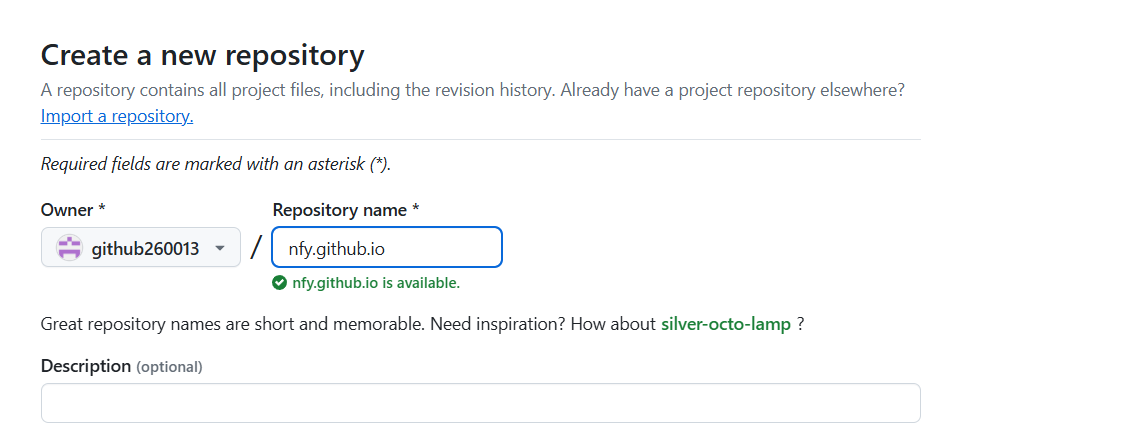 Create a new repository
A repository contains all project files, including the revision history. Already have a project repository elsewhere?
Import a repository.
Required fields are marked with an asterisk (*).
Owner *
Repository name *
github260013 / nfy.github.io
nfy.github.io is available.
Great repository names are short and memorable. Need inspiration? How about silver-octo-lamp ?
Description (optional)